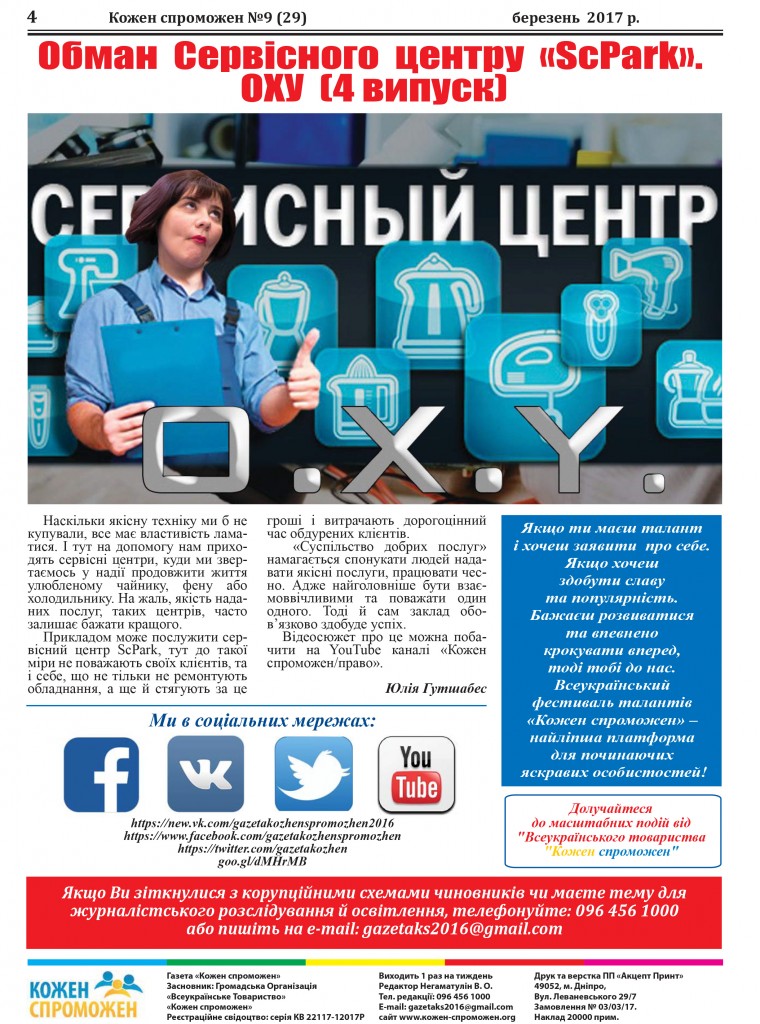 4
Кожен спроможен №9 (29)
березень 2017 р.
Обман Сервісного центру «ScPark».
ОХУ (4 випуск)
СЕРВИСНЫЙ ЦЕНТР
O.X.Y.
Наскільки якісну техніку ми б не
купували, все має властивість лама-
тися. І тут на допомогу нам прихо-
дять сервісні центри, куди ми звер-
таємось у надії продовжити життя
улюбленому чайнику, фену або
холодильнику. На жаль, якість нада-
них послуг, таких центрів, часто
залишає бажати кращого.
Прикладом може послужити сер-
вісний центр ScPark, тут до такої
міри не поважають своїх клієнтів, та
і себе, що не тільки не ремонтують
обладнання, а ще й стягують за це
гроші і витрачають дорогоцінний
час обдурених клієнтів.
«Суспільство добрих послуг»
намагається спонукати людей нада-
вати якісні послуги, працювати чес-
но. Адже найголовніше бути взає-
моввічливими та поважати один
одного. Тоді й сам заклад обо-
в’язково здобуде успіх.
Відеосюжет про це можна поба-
чити на YouTube каналі «Кожен
спроможен/право».
Юлія Гутшабес
Якщо ти маєш талант
і хочеш заявити про себе.
Якщо хочеш
здобути славу
та популярність.
Бажаєш розвиватися
та впевнено
крокувати вперед,
тоді тобі до нас.
Всеукраїнський
фестиваль талантів
«Кожен спроможен» –
найліпша платформа
для починаючих
яскравих особистостей!
Ми в соціальних мережах:
You
Tube
https://new.vk.com/gazetakozhenspromozhen2016
https://www.facebook.com/gazetakozhenspromozhen
https://twitter.com/gazetakozhen
goo.gl/dMHrMB
Долучайтеся
до масштабних подій від
"Всеукраїнського товариства
"Кожен спроможен"
Якщо Ви зіткнулися з корупційними схемами чиновників чи маєте тему для
журналістського розслідування й освітлення, телефонуйте: 096 456 1000
або пишіть на e-mail: gazetaks2016@gmail.com
КОЖЕН
СПРОМОЖЕН
Газета «Кожен спроможен»
Засновник: Громадська Організація
«Всеукраїнське Товариство»
«Кожен спроможен»
Реєстраційне свідоцтво: серія КВ 22117-12017Р
Виходить 1 раз на тиждень
Редактор Негаматулін В. О.
Тел. редакції: 096 456 1000
E-mail: gazetaks2016@gmail.com
сайт www.kozhen-spromozhen.org
Друк та верстка ПП «Акцепт Принт»
49052, м. Дніпро,
Вул. Леваневського 29/7
Замовлення № 03/03/17.
Наклад 20000 прим.